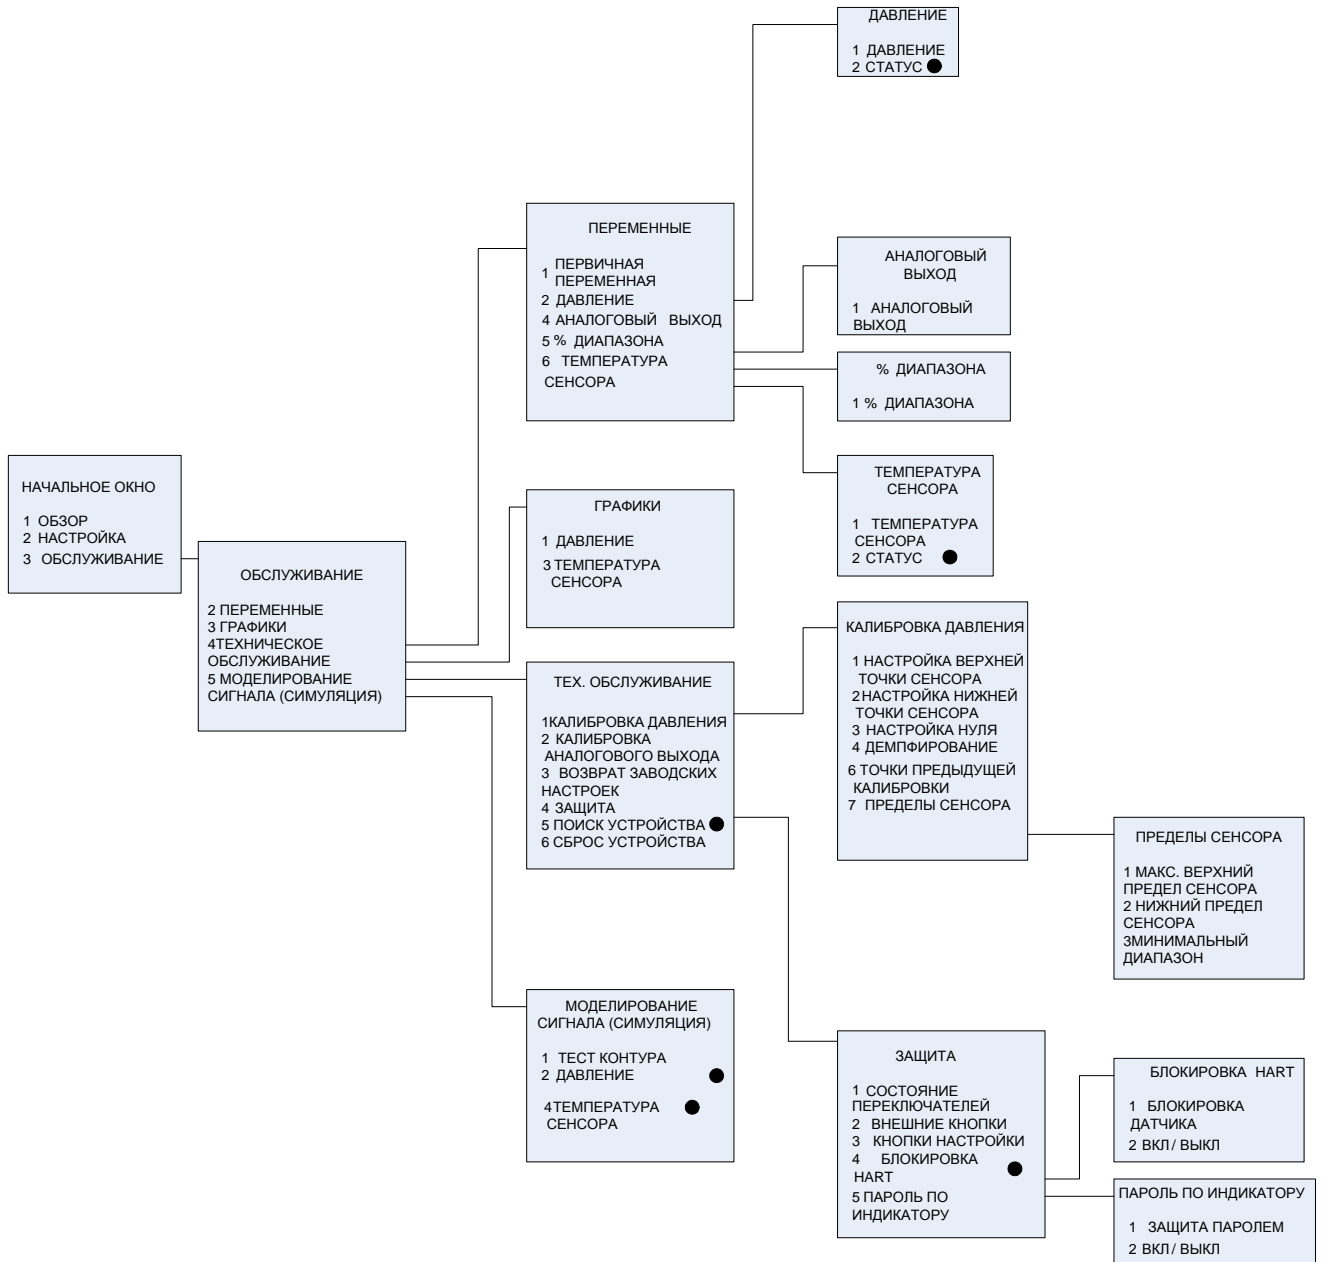 НАЧАЛЬНОЕ ОКНО
1 ОБЗОР
2 НАСТРОЙКА
3 ОБСЛУЖИВАНИЕ
ОБСЛУЖИВАНИЕ
2 ПЕРЕМЕННЫЕ
3 ГРАФИКИ
4ТЕХНИЧЕСКОЕ
ОБСЛУЖИВАНИЕ
5 МОДЕЛИРОВАНИЕ
СИГНАЛА (СИМУЛЯЦИЯ)
ПЕРЕМЕННЫЕ
1 ПЕРВИЧНАЯ
ПЕРЕМЕННАЯ
2 ДАВЛЕНИЕ
4 АНАЛОГОВЫЙ ВЫХОД
5 % ДИАПАЗОНА
6 ТЕМПЕРАТУРА
СЕНСОРА
ГРАФИКИ
1 ДАВЛЕНИЕ
3 ТЕМПЕРАТУРА
СЕНСОРА
ТЕХ. ОБСЛУЖИВАНИЕ
1КАЛИБРОВКА ДАВЛЕНИЯ
2 КАЛИБРОВКА
АНАЛОГОВОГО ВЫХОДА
3 ВОЗВРАТ ЗАВОДСКИХ
НАСТРОЕК
4 ЗАЩИТА
5 ПОИСК УСТРОЙСТВА
6 СБРОС УСТРОЙСТВА
МОДЕЛИРОВАНИЕ
СИГНАЛА (СИМУЛЯЦИЯ)
1 ТЕСТ КОНТУРА
2 ДАВЛЕНИЕ
4ТЕМПЕРАТУРА
СЕНСОРА
ДАВЛЕНИЕ
1 ДАВЛЕНИЕ
2 СТАТУС
АНАЛОГОВЫЙ
ВЫХОД
1 АНАЛОГОВЫЙ
ВЫХОД
% ДИАПАЗОНА
1 % ДИАПАЗОНА
ТЕМПЕРАТУРА
СЕНСОРА
1 ТЕМПЕРАТУРА
СЕНСОРА
2 СТАТУС
КАЛИБРОВКА ДАВЛЕНИЯ
1 НАСТРОЙКА ВЕРХНЕЙ
ТОЧКИ СЕНСОРА
2НАСТРОЙКА НИЖНЕЙ
ТОЧКИ СЕНСОРА
3 НАСТРОЙКА НУЛЯ
4 ДЕМПФИРОВАНИЕ
6 ТОЧКИ ПРЕДЫДУЩЕЙ
КАЛИБРОВКИ
7 ПРЕДЕЛЫ СЕНСОРА
ПРЕДЕЛЫ СЕНСОРА
1 МАКС. ВЕРХНИЙ
ПРЕДЕЛ СЕНСОРА
2 НИЖНИЙ ПРЕДЕЛ
СЕНСОРА
3МИНИМАЛЬНЫЙ
ДИАПАЗОН
ЗАЩИТА
1 СОСТОЯНИЕ
ПЕРЕКЛЮЧАТЕЛЕЙ
2 ВНЕШНИЕ КНОПКИ
3 КНОПКИ НАСТРОЙКИ
4 БЛОКИРОВКА
HART
5 ПАРОЛЬ ПО
ИНДИКАТОРУ
БЛОКИРОВКА HART
1 БЛОКИРОВКА
ДАТЧИКА
2 ВКЛ / ВЫКЛ
ПАРОЛЬ ПО ИНДИКАТОРУ
1 ЗАЩИТА ПАРОЛЕМ
2 ВКЛ / ВЫКЛ